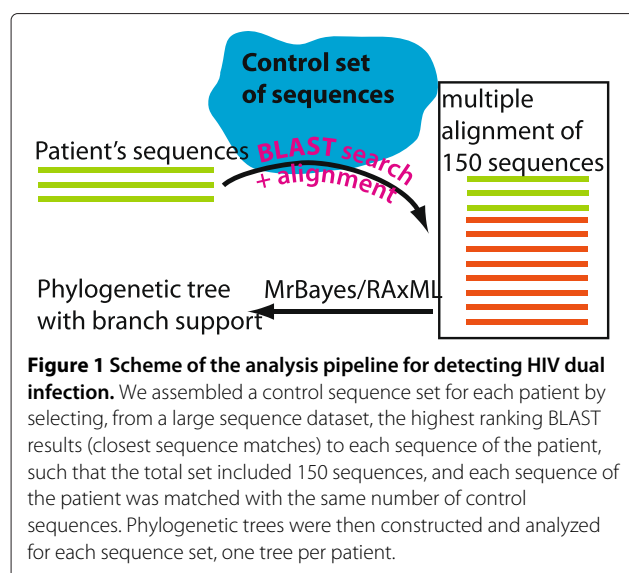 Control set
of sequences
multiple
alignment of
150 sequences
Patient's sequences
BLAST search
+ alignment
Phylogenetic tree
with branch support
MrBayes/RAxML
Figure 1 Scheme of the analysis pipeline for detecting HIV dual
infection. We assembled a control sequence set for each patient by
selecting, from a large sequence dataset, the highest ranking BLAST
results (closest sequence matches) to each sequence of the patient,
such that the total set included 150 sequences, and each sequence of
the patient was matched with the same number of control
sequences. Phylogenetic trees were then constructed and analyzed
for each sequence set, one tree per patient.